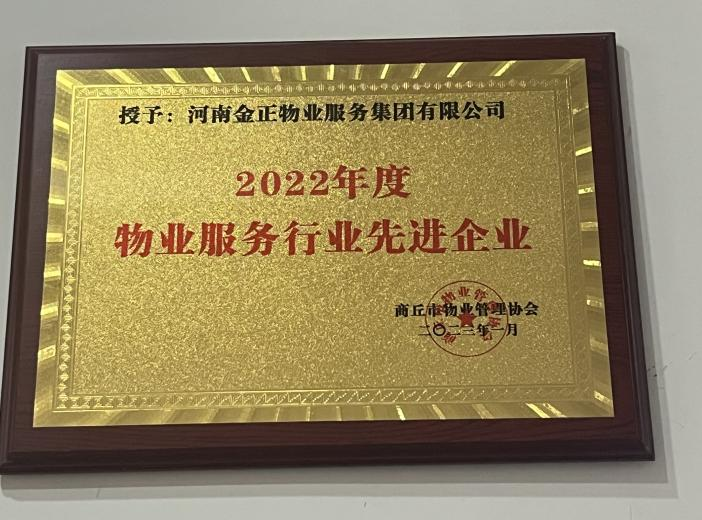 授予：河南金正物业服务集团有限公司
2022年度
物业服务行业先进企业
商丘市物业管理协会
二〇二三年一月